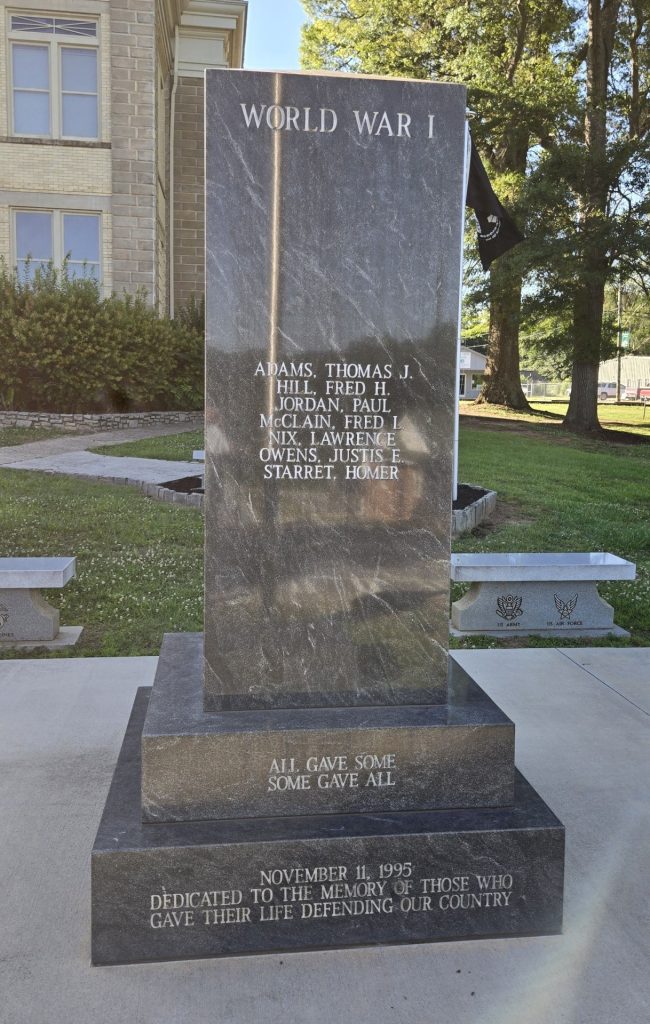 WORLD WAR I
ADAMS, THOMAS J.
HILL, FRED H.
JORDAN, PAUL
McCLAIN, FRED L.
NIX, LAWRENCE
OWENS, JUSTIS E.
STARRET, HOMER
US ARMY
US AIR FORCE
ALL GAVE SOME
SOME GAVE ALL
NOVEMBER 11, 1995
DEDICATED TO THE MEMORY OF THOSE WHO
GAVE THEIR LIFE DEFENDING OUR COUNTRY